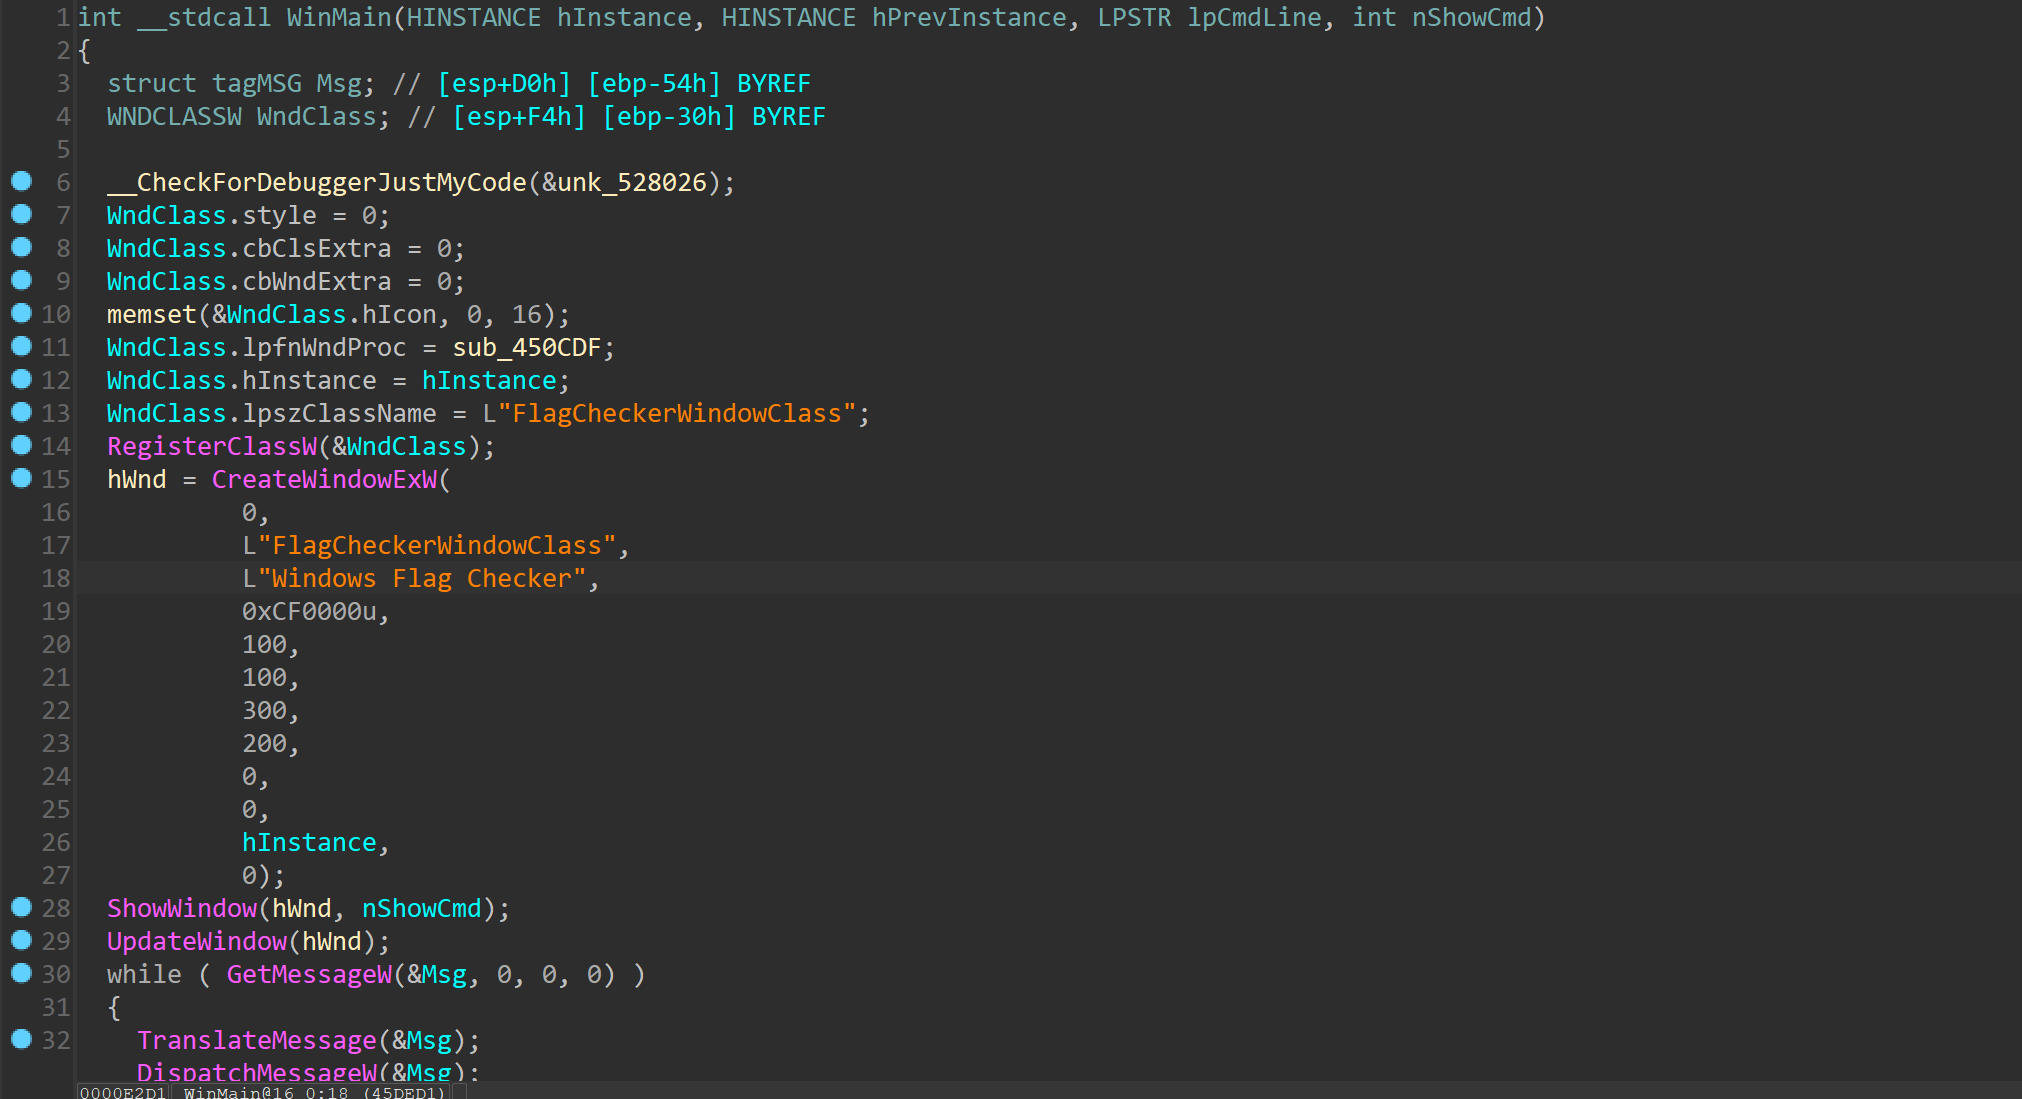 1 int __stdcall WinMain(HINSTANCE hInstance, HINSTANCE hPrevInstance, LPSTR lpCmdLine, int nShowCmd)
2 {
3   struct tagMSG Msg; // [esp+D0h] [ebp-54h] BYREF
4   WNDCLASSW WndClass; // [esp+F4h] [ebp-30h] BYREF
5
6   __CheckForDebuggerJustMyCode(&unk_528026);
7   WndClass.style = 0;
8   WndClass.cbClsExtra = 0;
9   WndClass.cbWndExtra = 0;
10   memset(&WndClass.hIcon, 0, 16);
11   WndClass.lpfnWndProc = sub_450CDF;
12   WndClass.hInstance = hInstance;
13   WndClass.lpszClassName = L"FlagCheckerWindowClass";
14   RegisterClassW(&WndClass);
15   hWnd = CreateWindowExW(
16            0,
17            L"FlagCheckerWindowClass",
18            L"Windows Flag Checker",
19            0xCF0000u,
20            100,
21            100,
22            300,
23            200,
24            0,
25            0,
26            hInstance,
27            0);
28   ShowWindow(hWnd, nShowCmd);
29   UpdateWindow(hWnd);
30   while ( GetMessageW(&Msg, 0, 0, 0) )
31   {
32     TranslateMessage(&Msg);
    DispatchMessageW(&Msg);
0000E2D1 WinMain@16 0:18 (45DED1)